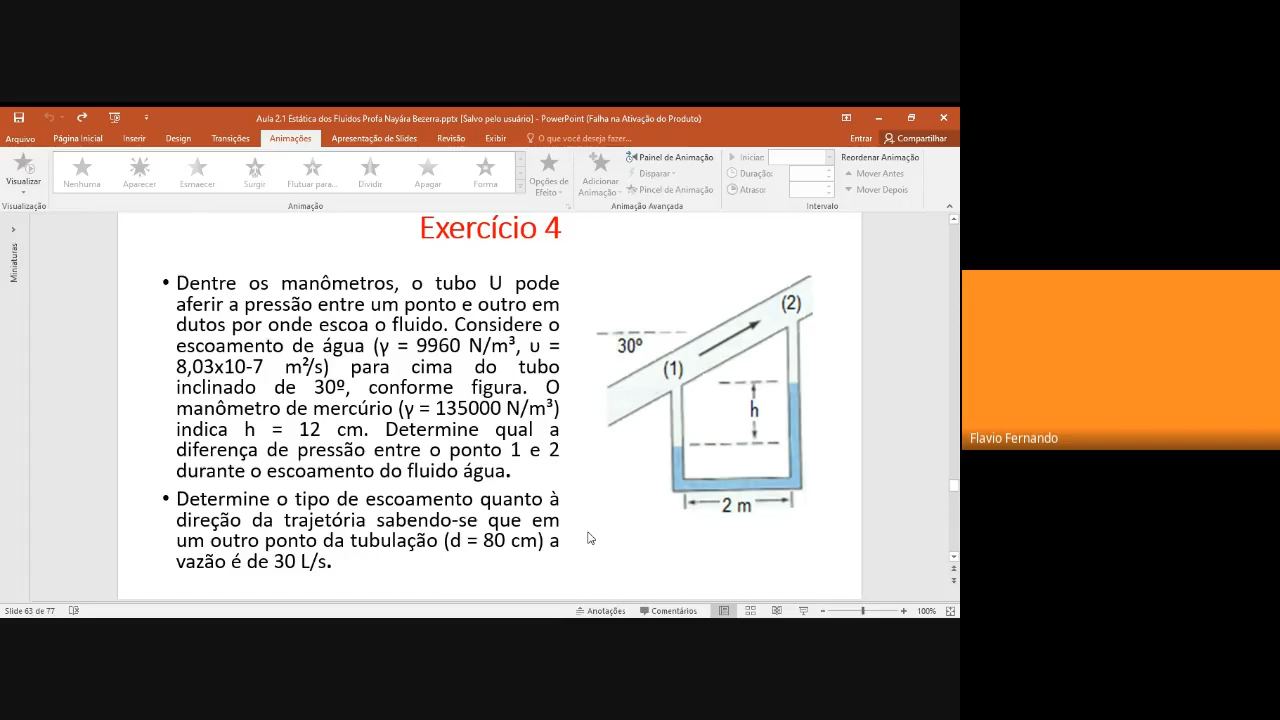 Aula 2.1 Estática dos Fluidos Profa Nayára Bezerra.pptx [Salvo pelo usuário] - PowerPoint (Falha na Ativação do Produto)
Arquivo Página Inicial Inserir Design Transições Animações Apresentação de Slides Revisão Exibir O que você deseja fazer... Entrar Compartilhar
Visualizar
Nenhuma Aparecer Esmaecer Surgir Flutuar para... Dividir Apagar Forma
Opções de Efeito
Adicionar Animação
Painel de Animação
Disparar
Pincel de Animação
Iniciar:
Duração:
Atraso:
Reordenar Animação
Mover Antes
Mover Depois
Visualização Animação Animação Avançada Intervalo
Miniaturas
Exercício 4
• Dentre os manômetros, o tubo U pode
aferir a pressão entre um ponto e outro em
dutos por onde escoa o fluido. Considere o
escoamento de água (γ = 9960 N/m³, υ =
8,03x10-7 m²/s) para cima do tubo
inclinado de 30º, conforme figura. O
manômetro de mercúrio (γ = 135000 N/m³)
indica h = 12 cm. Determine qual a
diferença de pressão entre o ponto 1 e 2
durante o escoamento do fluido água.
• Determine o tipo de escoamento quanto à
direção da trajetória sabendo-se que em
um outro ponto da tubulação (d = 80 cm) a
vazão é de 30 L/s.
(2)
30º
(1)
h
2 m
Flavio Fernando
Slide 63 de 77 Anotações Comentários 100%